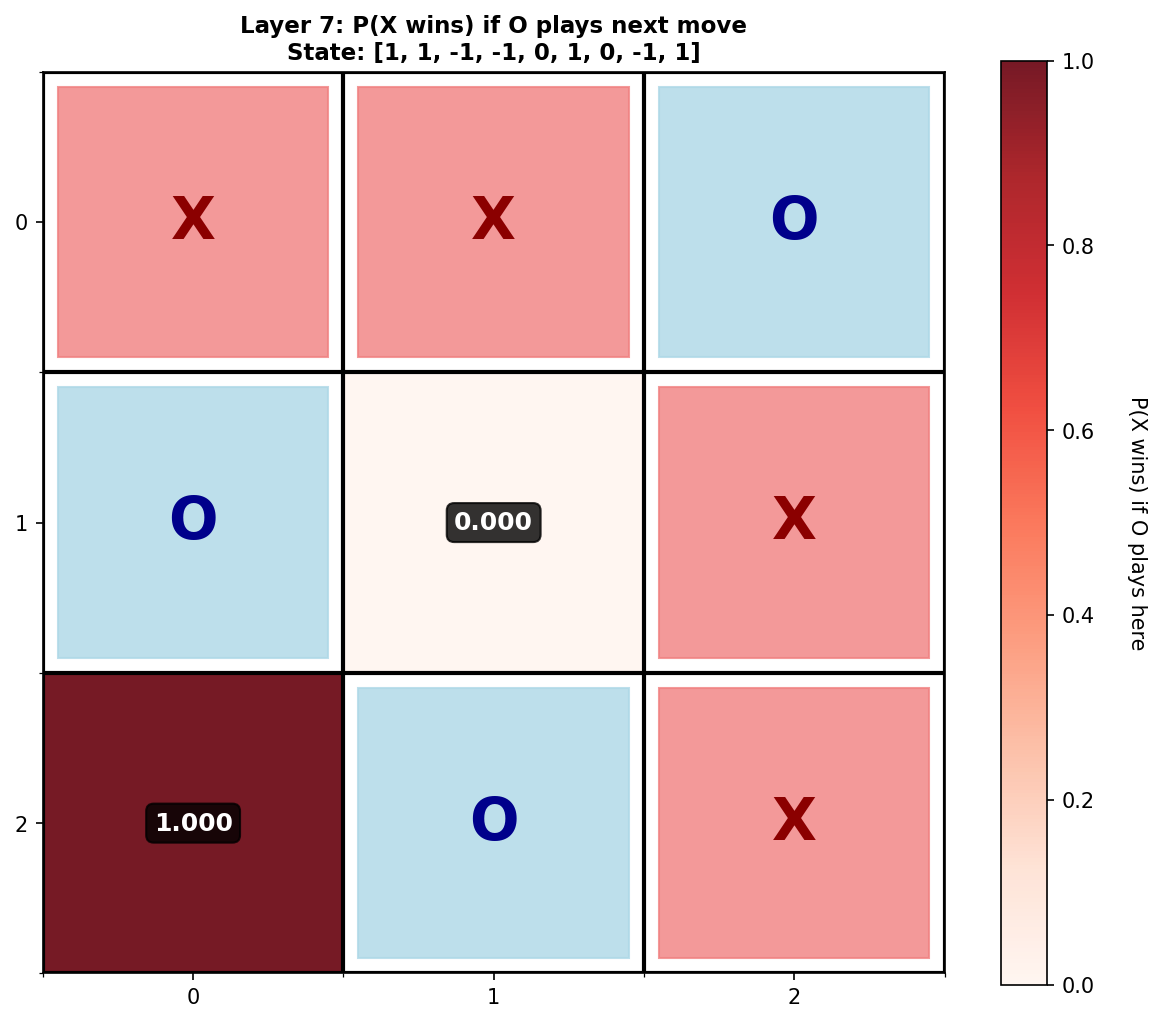 Layer 7: P(X wins) if O plays next move
State: [1, 1, -1, -1, 0, 1, 0, -1, 1]
0
X
X
O
1
O
0.000
X
2
1.000
O
X
0
1
2
1.0
0.8
0.6
0.4
0.2
0.0
P(X wins) if O plays here